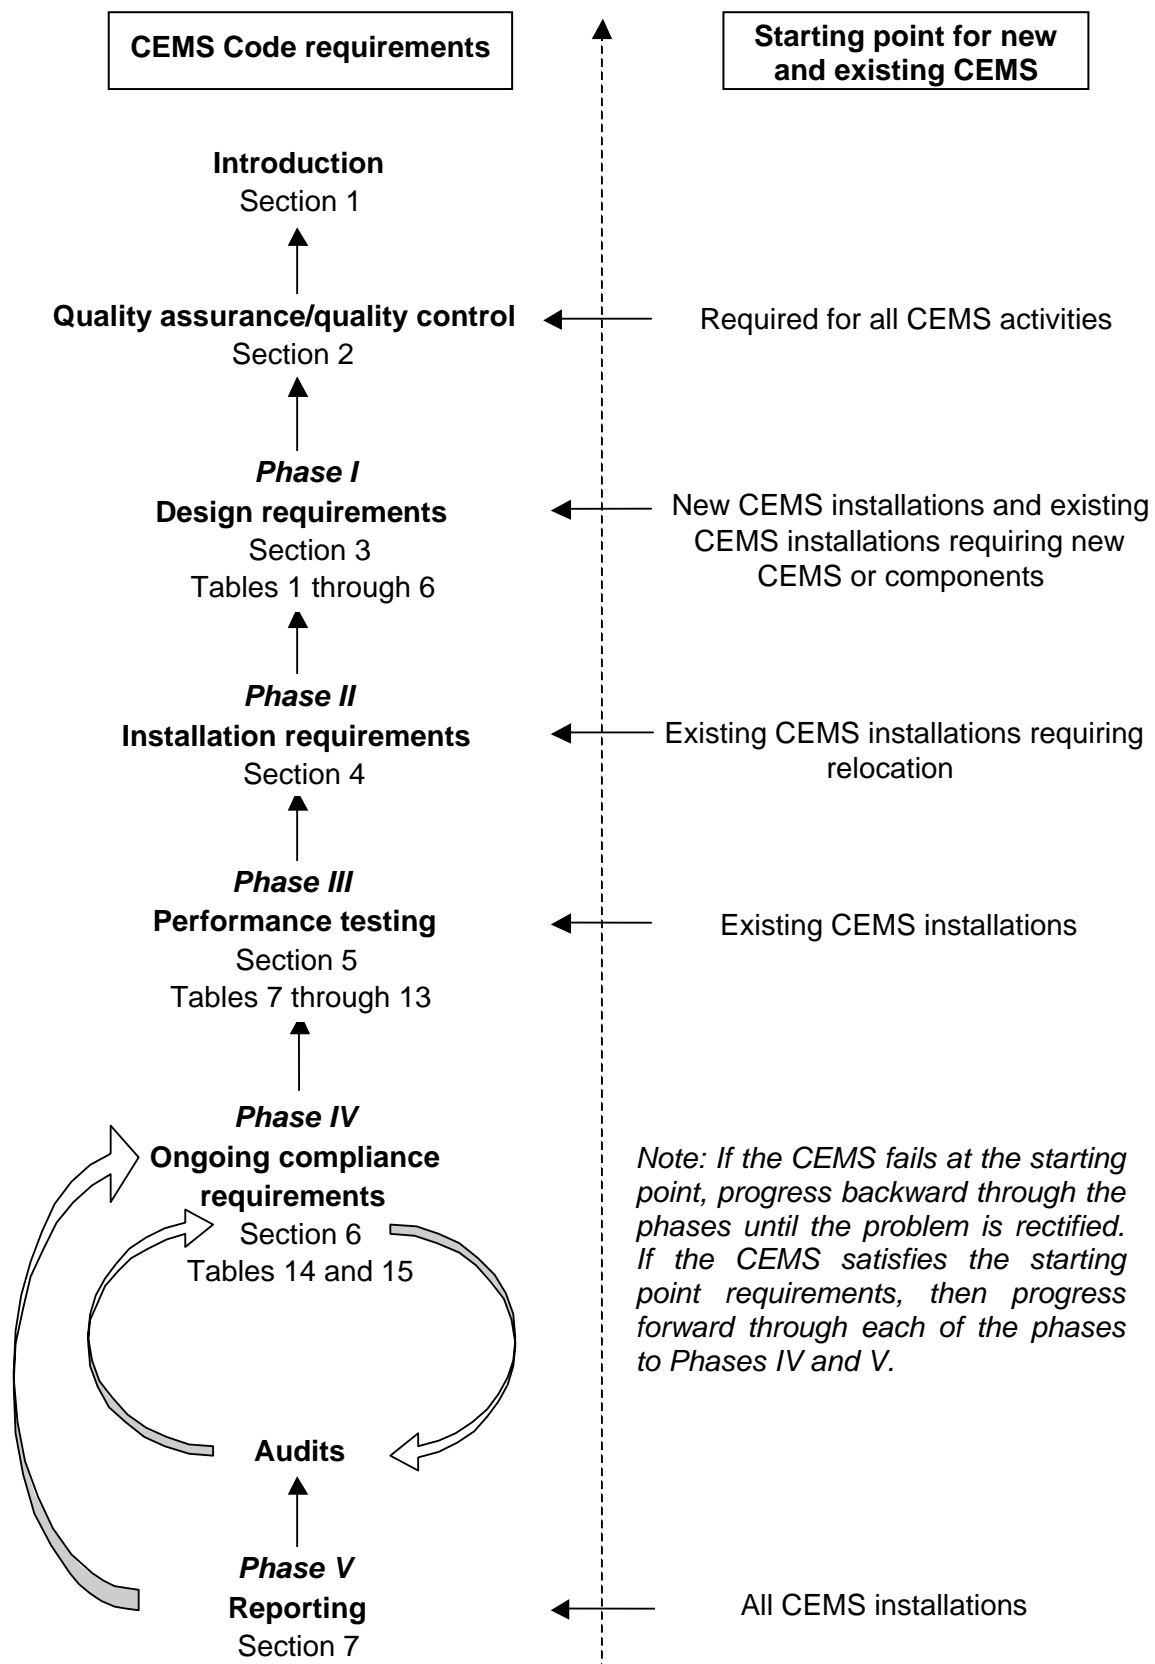 CEMS Code requirements
Starting point for new
and existing CEMS
Introduction
Section 1
Quality assurance/quality control
Section 2
Required for all CEMS activities
Phase I
Design requirements
Section 3
Tables 1 through 6
New CEMS installations and existing
CEMS installations requiring new
CEMS or components
Phase II
Installation requirements
Section 4
Existing CEMS installations requiring
relocation
Phase III
Performance testing
Section 5
Tables 7 through 13
Existing CEMS installations
Phase IV
Ongoing compliance
requirements
Section 6
Tables 14 and 15
Note: If the CEMS fails at the starting
point, progress backward through the
phases until the problem is rectified.
If the CEMS satisfies the starting
point requirements, then progress
forward through each of the phases
to Phases IV and V.
Audits
Phase V
Reporting
Section 7
All CEMS installations